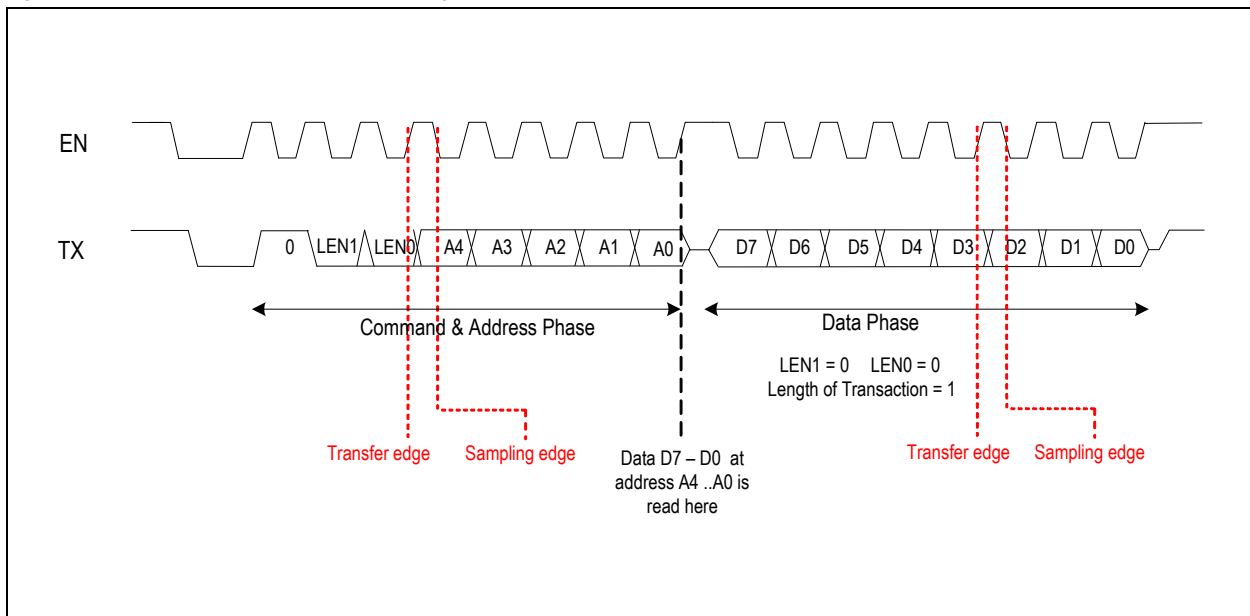 EN
TX
0 LEN1 LEN0 A4 A3 A2 A1 A0 D7 D6 D5 D4 D3 D2 D1 D0
Command & Address Phase
Data Phase
LEN1 = 0 LEN0 = 0
Length of Transaction = 1
Transfer edge
Sampling edge
Data D7 – D0 at
address A4 ..A0 is
read here
Transfer edge
Sampling edge